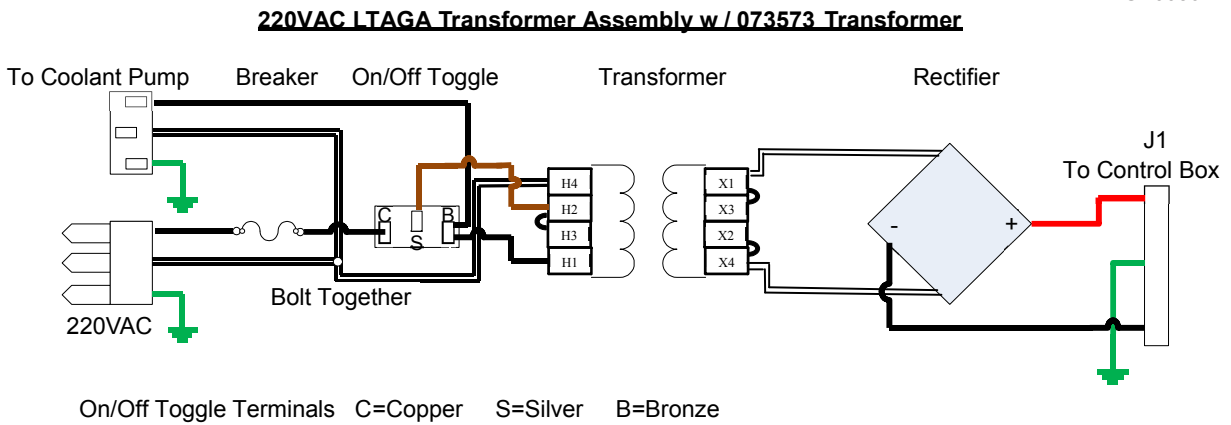 220VAC LTAGA Transformer Assembly w / 073573 Transformer
To Coolant Pump Breaker On/Off Toggle Transformer Rectifier
J1
To Control Box
H4 X1
H2 X3
C B
S
H3 X2
H1 X4
- +
Bolt Together
220VAC
On/Off Toggle Terminals C=Copper S=Silver B=Bronze